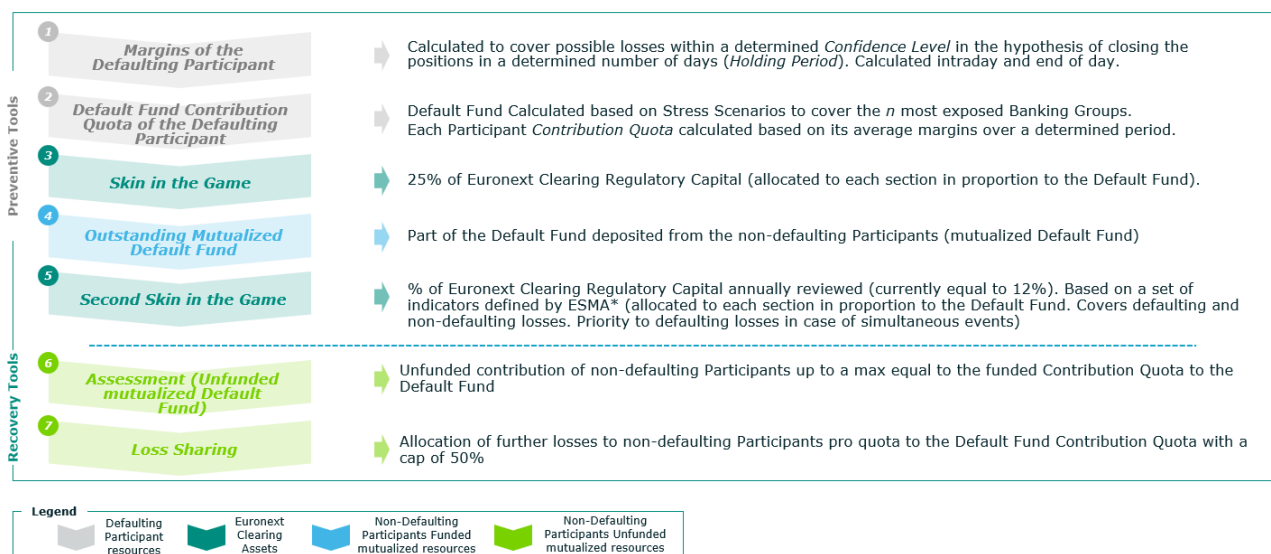 Preventive Tools
1
Margins of the
Defaulting Participant
Calculated to cover possible losses within a determined Confidence Level in the hypothesis of closing the
positions in a determined number of days (Holding Period). Calculated intraday and end of day.
2
Default Fund Contribution
Quota of the Defaulting
Participant
Default Fund Calculated based on Stress Scenarios to cover the n most exposed Banking Groups.
Each Participant Contribution Quota calculated based on its average margins over a determined period.
3
Skin in the Game
25% of Euronext Clearing Regulatory Capital (allocated to each section in proportion to the Default Fund).
4
Outstanding Mutualized
Default Fund
Part of the Default Fund deposited from the non-defaulting Participants (mutualized Default Fund)
5
Second Skin in the Game
% of Euronext Clearing Regulatory Capital annually reviewed (currently equal to 12%). Based on a set of
indicators defined by ESMA* (allocated to each section in proportion to the Default Fund. Covers defaulting and
non-defaulting losses. Priority to defaulting losses in case of simultaneous events)
Recovery Tools
6
Assessment (Unfunded
mutualized Default
Fund)
Unfunded contribution of non-defaulting Participants up to a max equal to the funded Contribution Quota to the
Default Fund
7
Loss Sharing
Allocation of further losses to non-defaulting Participants pro quota to the Default Fund Contribution Quota with a
cap of 50%
Legend
Defaulting
Participant
resources
Euronext
Clearing
Assets
Non-Defaulting
Participants Funded
mutualized resources
Non-Defaulting
Participants Unfunded
mutualized resources